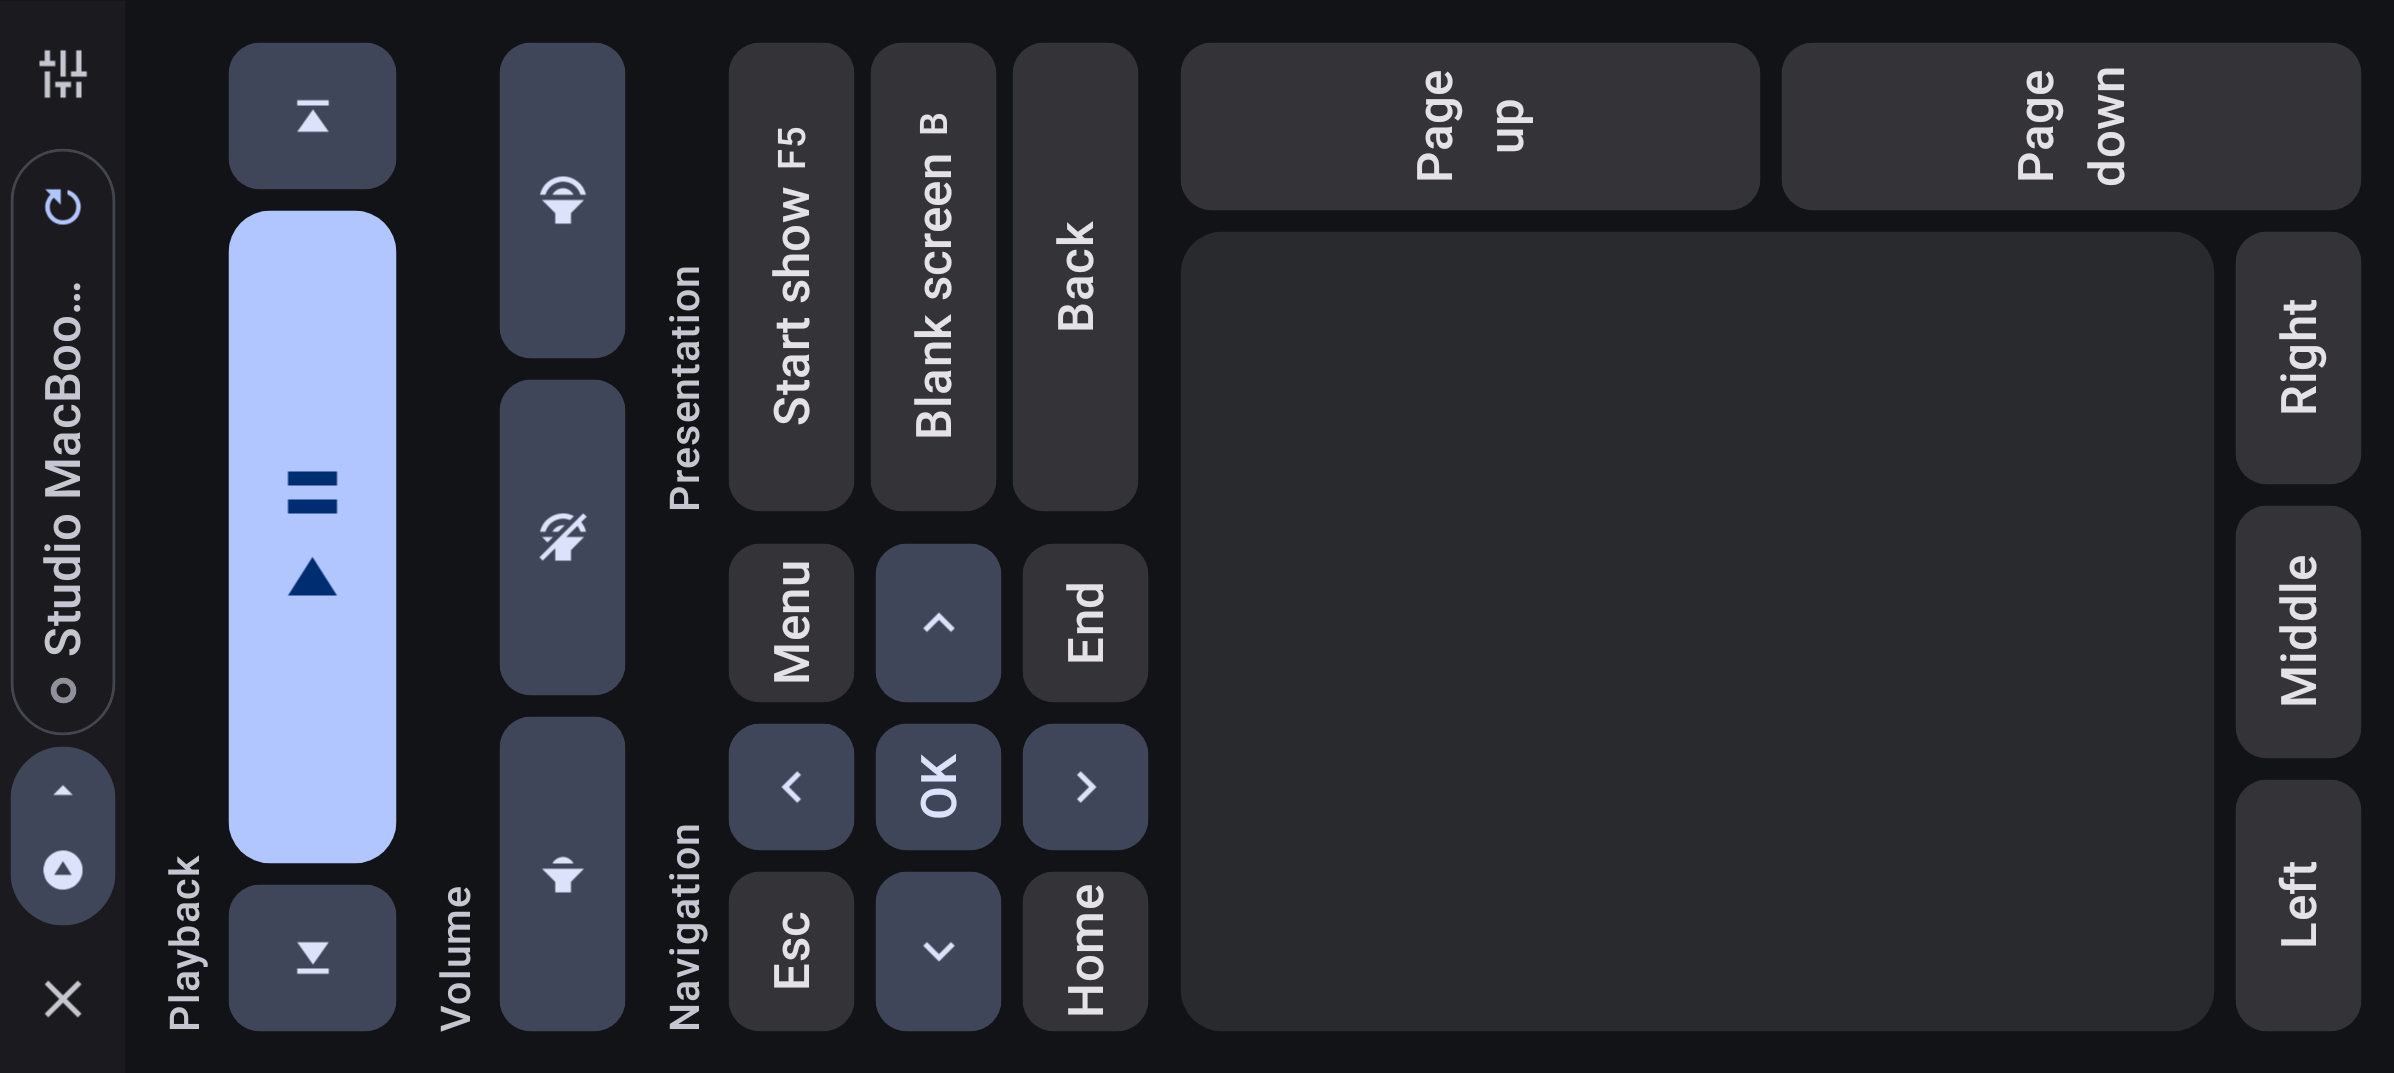 Studio MacBoo...
Playback
Volume
Navigation
Presentation
Esc
Menu
Start show F5
OK
Blank screen B
Home
End
Back
Page
up
Page
down
Left
Middle
Right